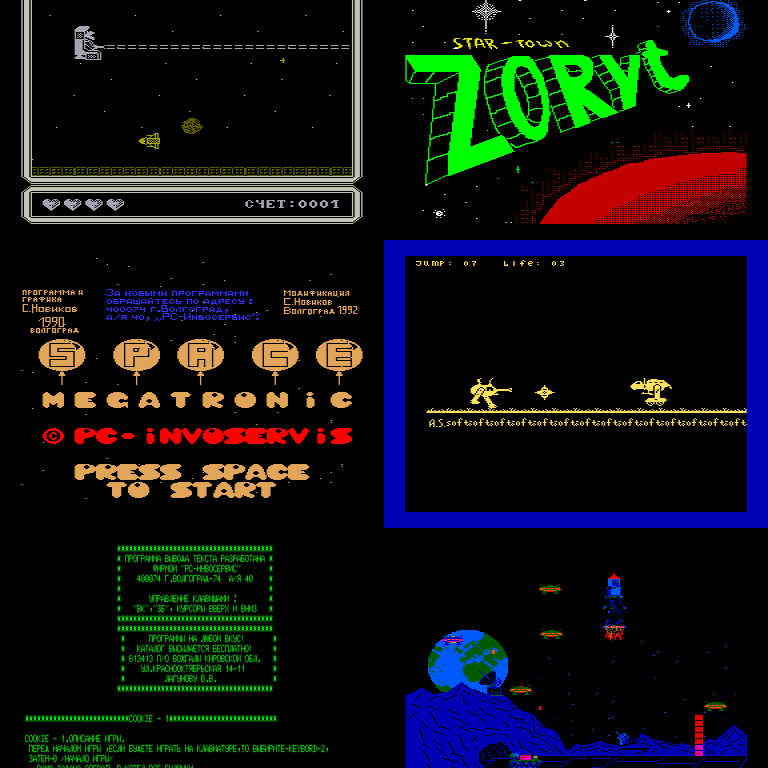 СЧЕТ:0001
STAR-TOWN
ZORYt
ПРОГРАММА И
ГРАФИКА
С.Новиков
1990
ВОЛГОГРАД
За новыми программами
обращайтесь по адресу :
400074 г.Волгоград,
а/я 40, „PC-Инвосервис".
Модификация
С.Новиков
Волгоград 1992
SPACE
MEGATRONiC
© PC-iNVOSERViS
PRESS SPACE
TO START
Jump: 07 Life: 03
A.S.softsoftsoftsoftsoftsoftsoftsoftsoftsoftsoftsoft
ПРОГРАММА ВЫВОДА ТЕКСТА РАЗРАБОТАНА
ФИРМОЙ "PC-ИНВОСЕРВИС"
400074 Г.ВОЛГОГРАД-74 А/Я 40
УПРАВЛЕНИЕ КЛАВИШАМИ :
"ВК","ЗБ", КУРСОРЫ ВВЕРХ И ВНИЗ
ПРОГРАММЫ НА ЛЮБОЙ ВКУС!
КАТАЛОГ ВЫСЫЛАЕТСЯ БЕСПЛАТНО!
613413 П/О ВОХГАЛИ КИРОВСКОЙ ОБЛ.
УЛ.КРАСНООКТЯБРЬСКАЯ 14-11
ЛАГУНОВУ В.В.
COOKIE - 1
COOKIE - 1.ОПИСАНИЕ ИГРЫ.
ПЕРЕД НАЧАЛОМ ИГРЫ ,ЕСЛИ БУДЕТЕ ИГРАТЬ НА КЛАВИАТУРЕ,ТО ВЫБИРИТЕ-KEYBORD-2,
ЗАТЕМ-0 /НАЧАЛО ИГРЫ/